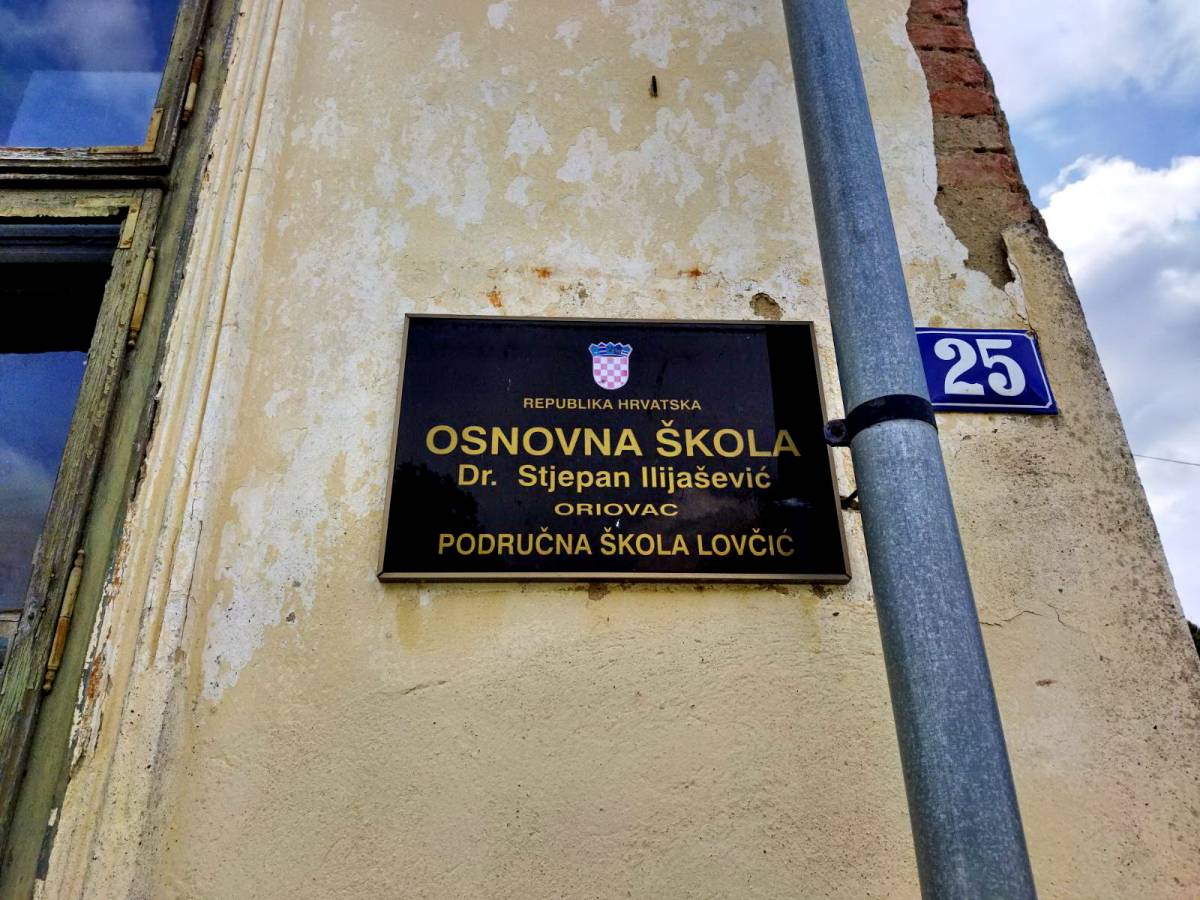 REPUBLIKA HRVATSKA
OSNOVNA ŠKOLA
Dr. Stjepan Ilijašević
ORIOVAC
PODRUČNA ŠKOLA LOVČIĆ
25